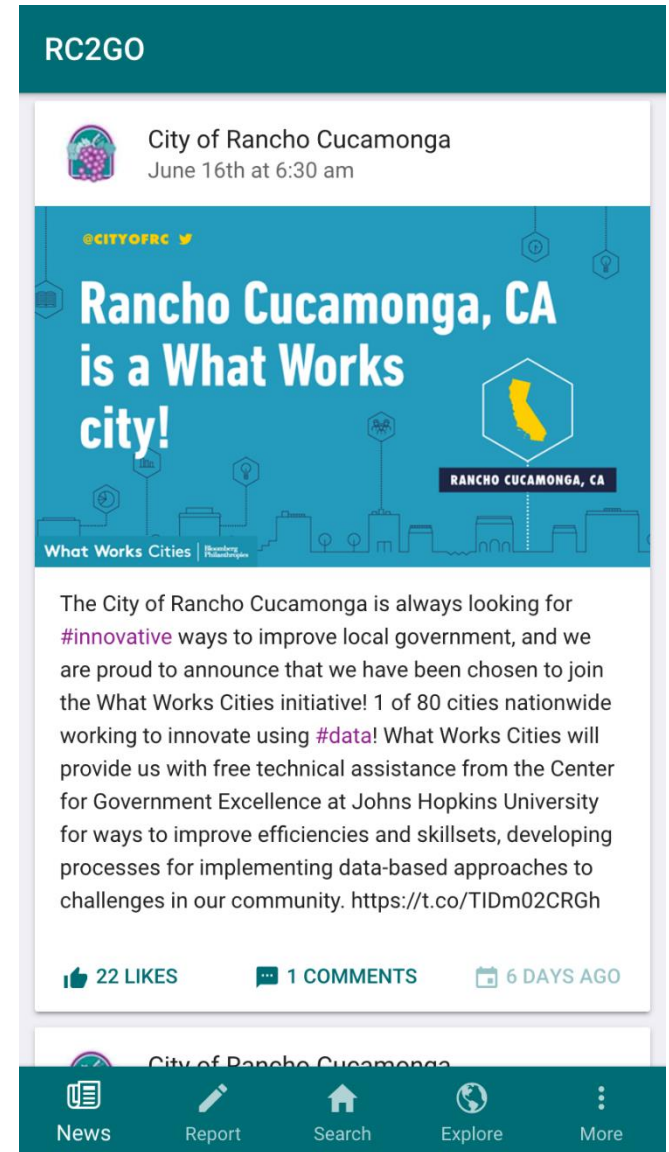 RC2GO
City of Rancho Cucamonga
June 16th at 6:30 am
@CITYOFRC
Rancho Cucamonga, CA
is a What Works
city!
RANCHO CUCAMONGA, CA
What Works Cities | Bloomberg
Philanthropies
The City of Rancho Cucamonga is always looking for
#innovative ways to improve local government, and we
are proud to announce that we have been chosen to join
the What Works Cities initiative! 1 of 80 cities nationwide
working to innovate using #data! What Works Cities will
provide us with free technical assistance from the Center
for Government Excellence at Johns Hopkins University
for ways to improve efficiencies and skillsets, developing
processes for implementing data-based approaches to
challenges in our community. https://t.co/TIDm02CRGh
22 LIKES 1 COMMENTS 6 DAYS AGO
City of Rancho Cucamonga
News Report Search Explore More